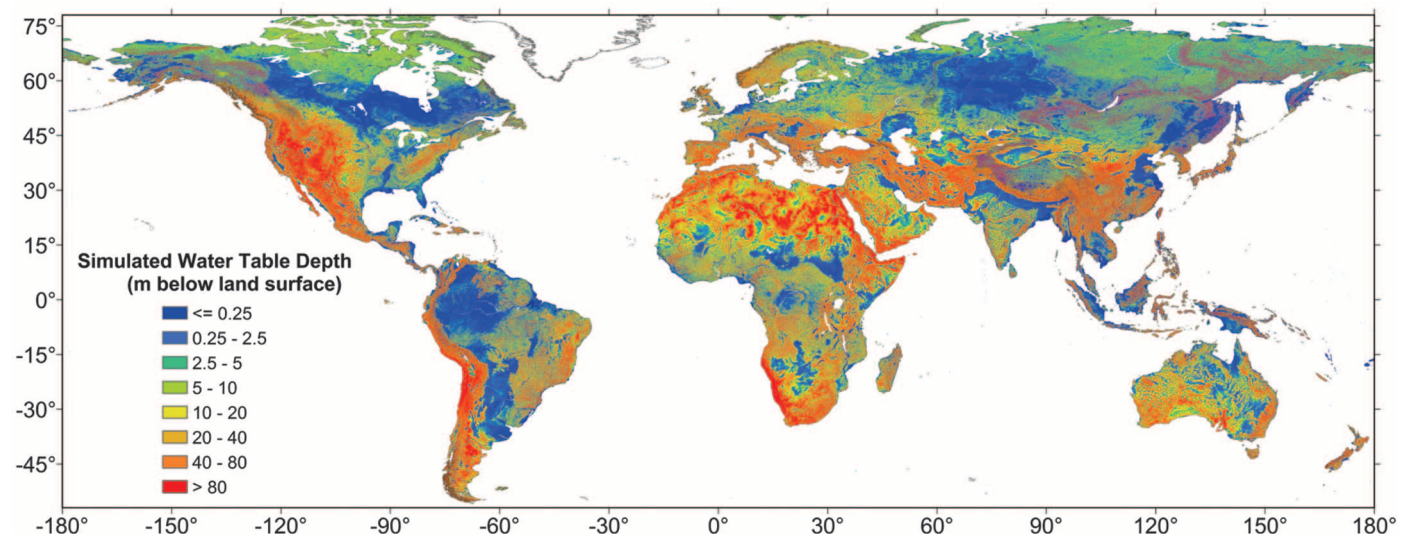 75°
60°
45°
30°
15°
0°
-15°
-30°
-45°
Simulated Water Table Depth
(m below land surface)
<= 0.25
0.25 - 2.5
2.5 - 5
5 - 10
10 - 20
20 - 40
40 - 80
> 80
-180° -150° -120° -90° -60° -30° 0° 30° 60° 90° 120° 150° 180°